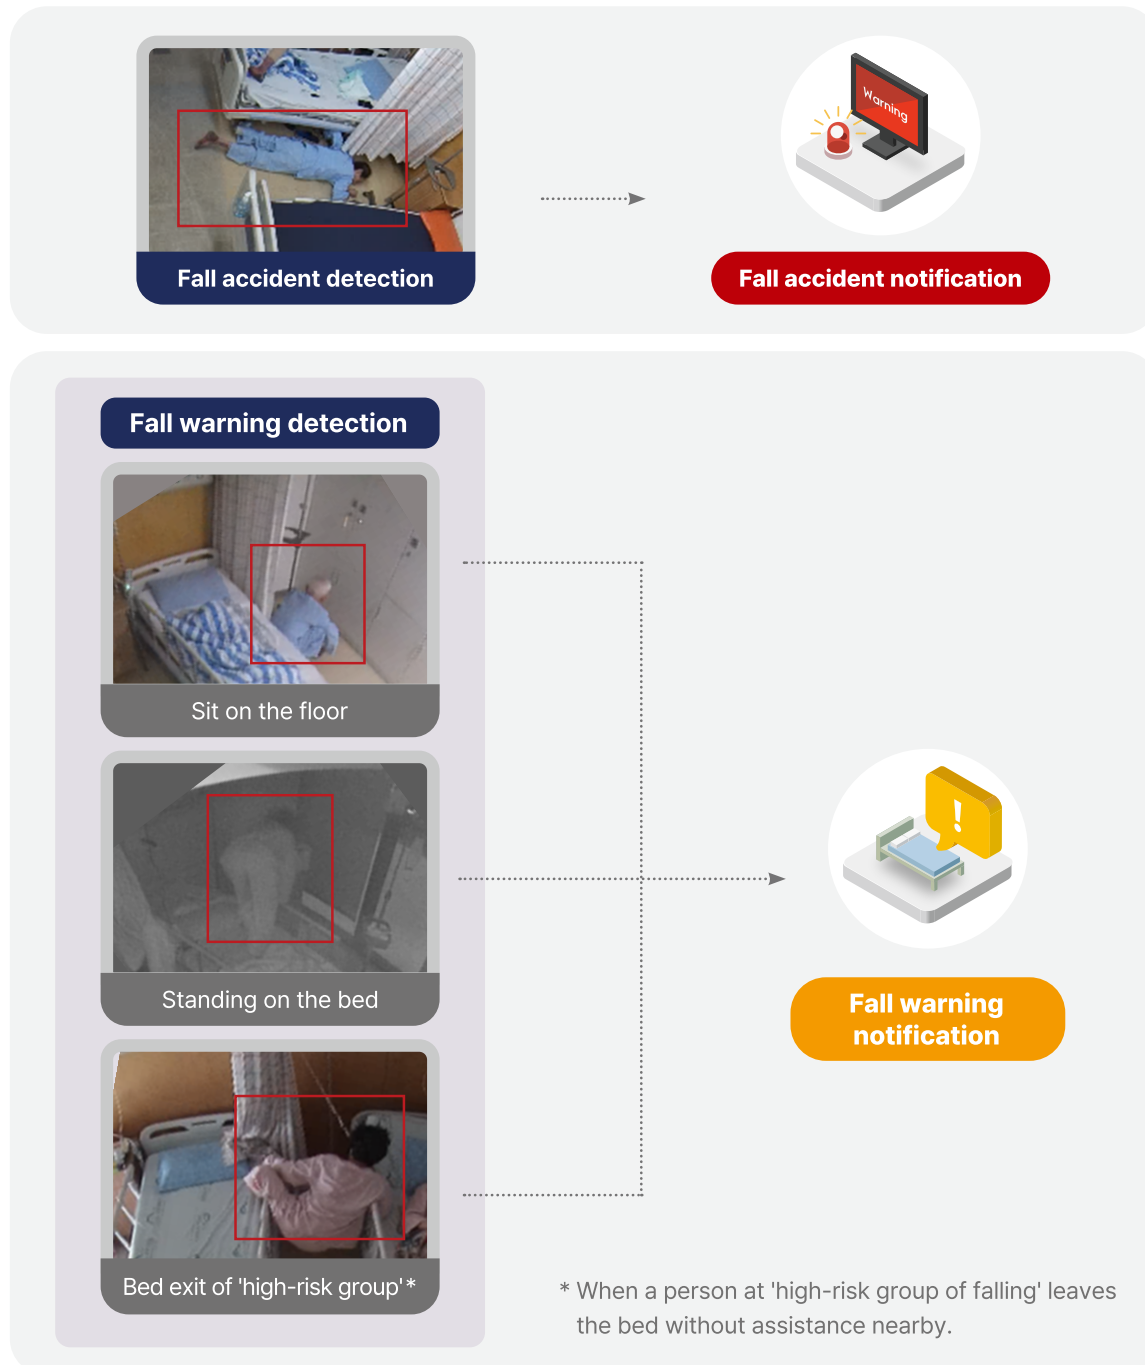 Warning
Fall accident detection
Fall accident notification
Fall warning detection
Sit on the floor
Standing on the bed
Fall warning
notification
Bed exit of 'high-risk group'*
* When a person at 'high-risk group of falling' leaves
the bed without assistance nearby.